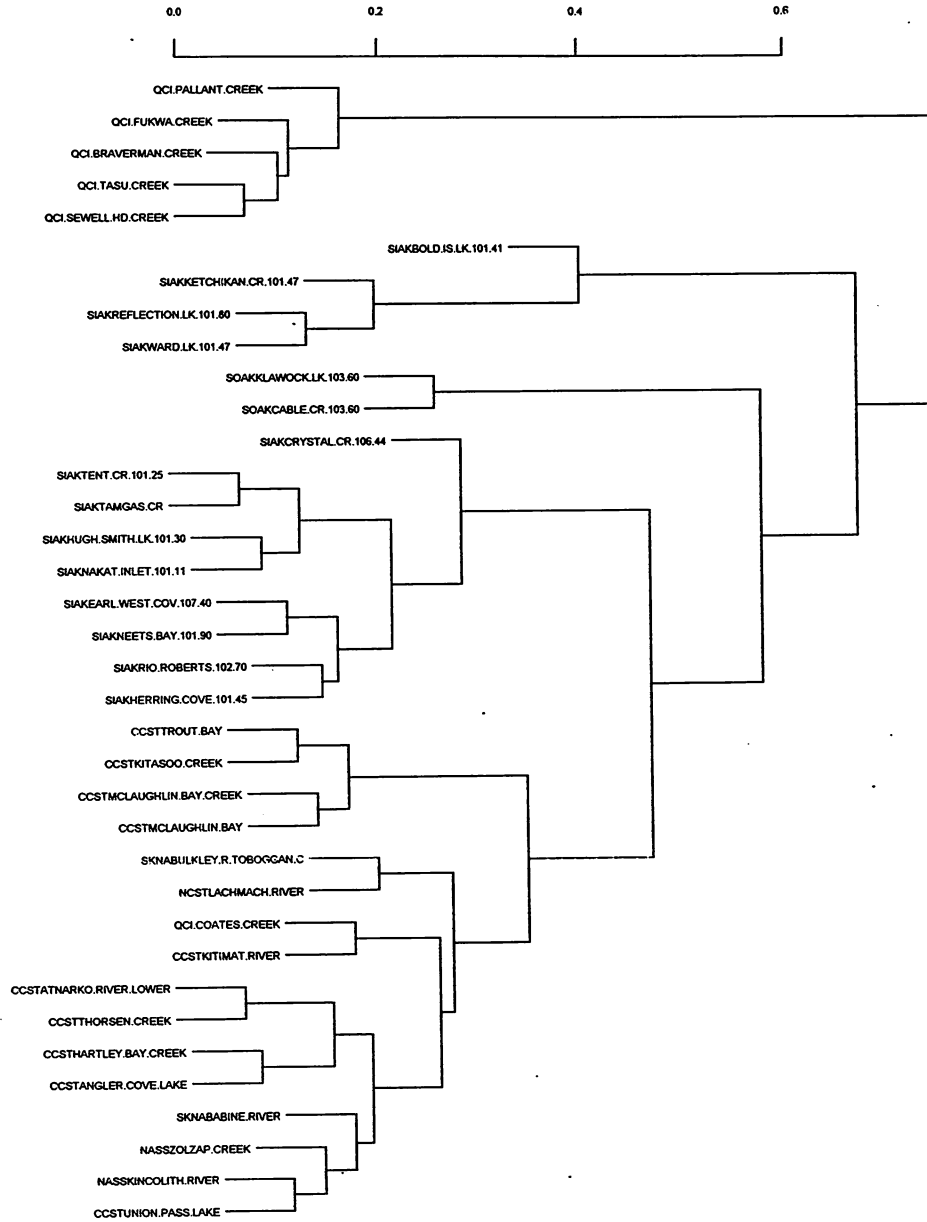 0.0 0.2 0.4 0.6
QCI.PALLANT.CREEK
QCI.FUKWA.CREEK
QCI.BRAVERMAN.CREEK
QCI.TASU.CREEK
QCI.SEWELL.HD.CREEK
SIAKBOLD.IS.LK.101.41
SIAKKETCHIKAN.CR.101.47
SIAKREFLECTION.LK.101.80
SIAKWARD.LK.101.47
SOAKKLAWOCK.LK.103.60
SOAKCABLE.CR.103.60
SIAKCRYSTAL.CR.106.44
SIAKTENT.CR.101.25
SIAKTAMGAS.CR
SIAKHUGH.SMITH.LK.101.30
SIAKNAKAT.INLET.101.11
SIAKEARL.WEST.COV.107.40
SIAKNEETS.BAY.101.90
SIAKRIO.ROBERTS.102.70
SIAKHERRING.COVE.101.45
CCSTTROUT.BAY
CCSTKITASOO.CREEK
CCSTMCLAUGHLIN.BAY.CREEK
CCSTMCLAUGHLIN.BAY
SKNABULKLEY.R.TOBOGGAN.C
NCSTLACHMACH.RIVER
QCI.COATES.CREEK
CCSTKITIMAT.RIVER
CCSTATNARKO.RIVER.LOWER
CCSTTHORSEN.CREEK
CCSTHARTLEY.BAY.CREEK
CCSTANGLER.COVE.LAKE
SKNABABINE.RIVER
NASSZOLZAP.CREEK
NASSKINCOLITH.RIVER
CCSTUNION.PASS.LAKE